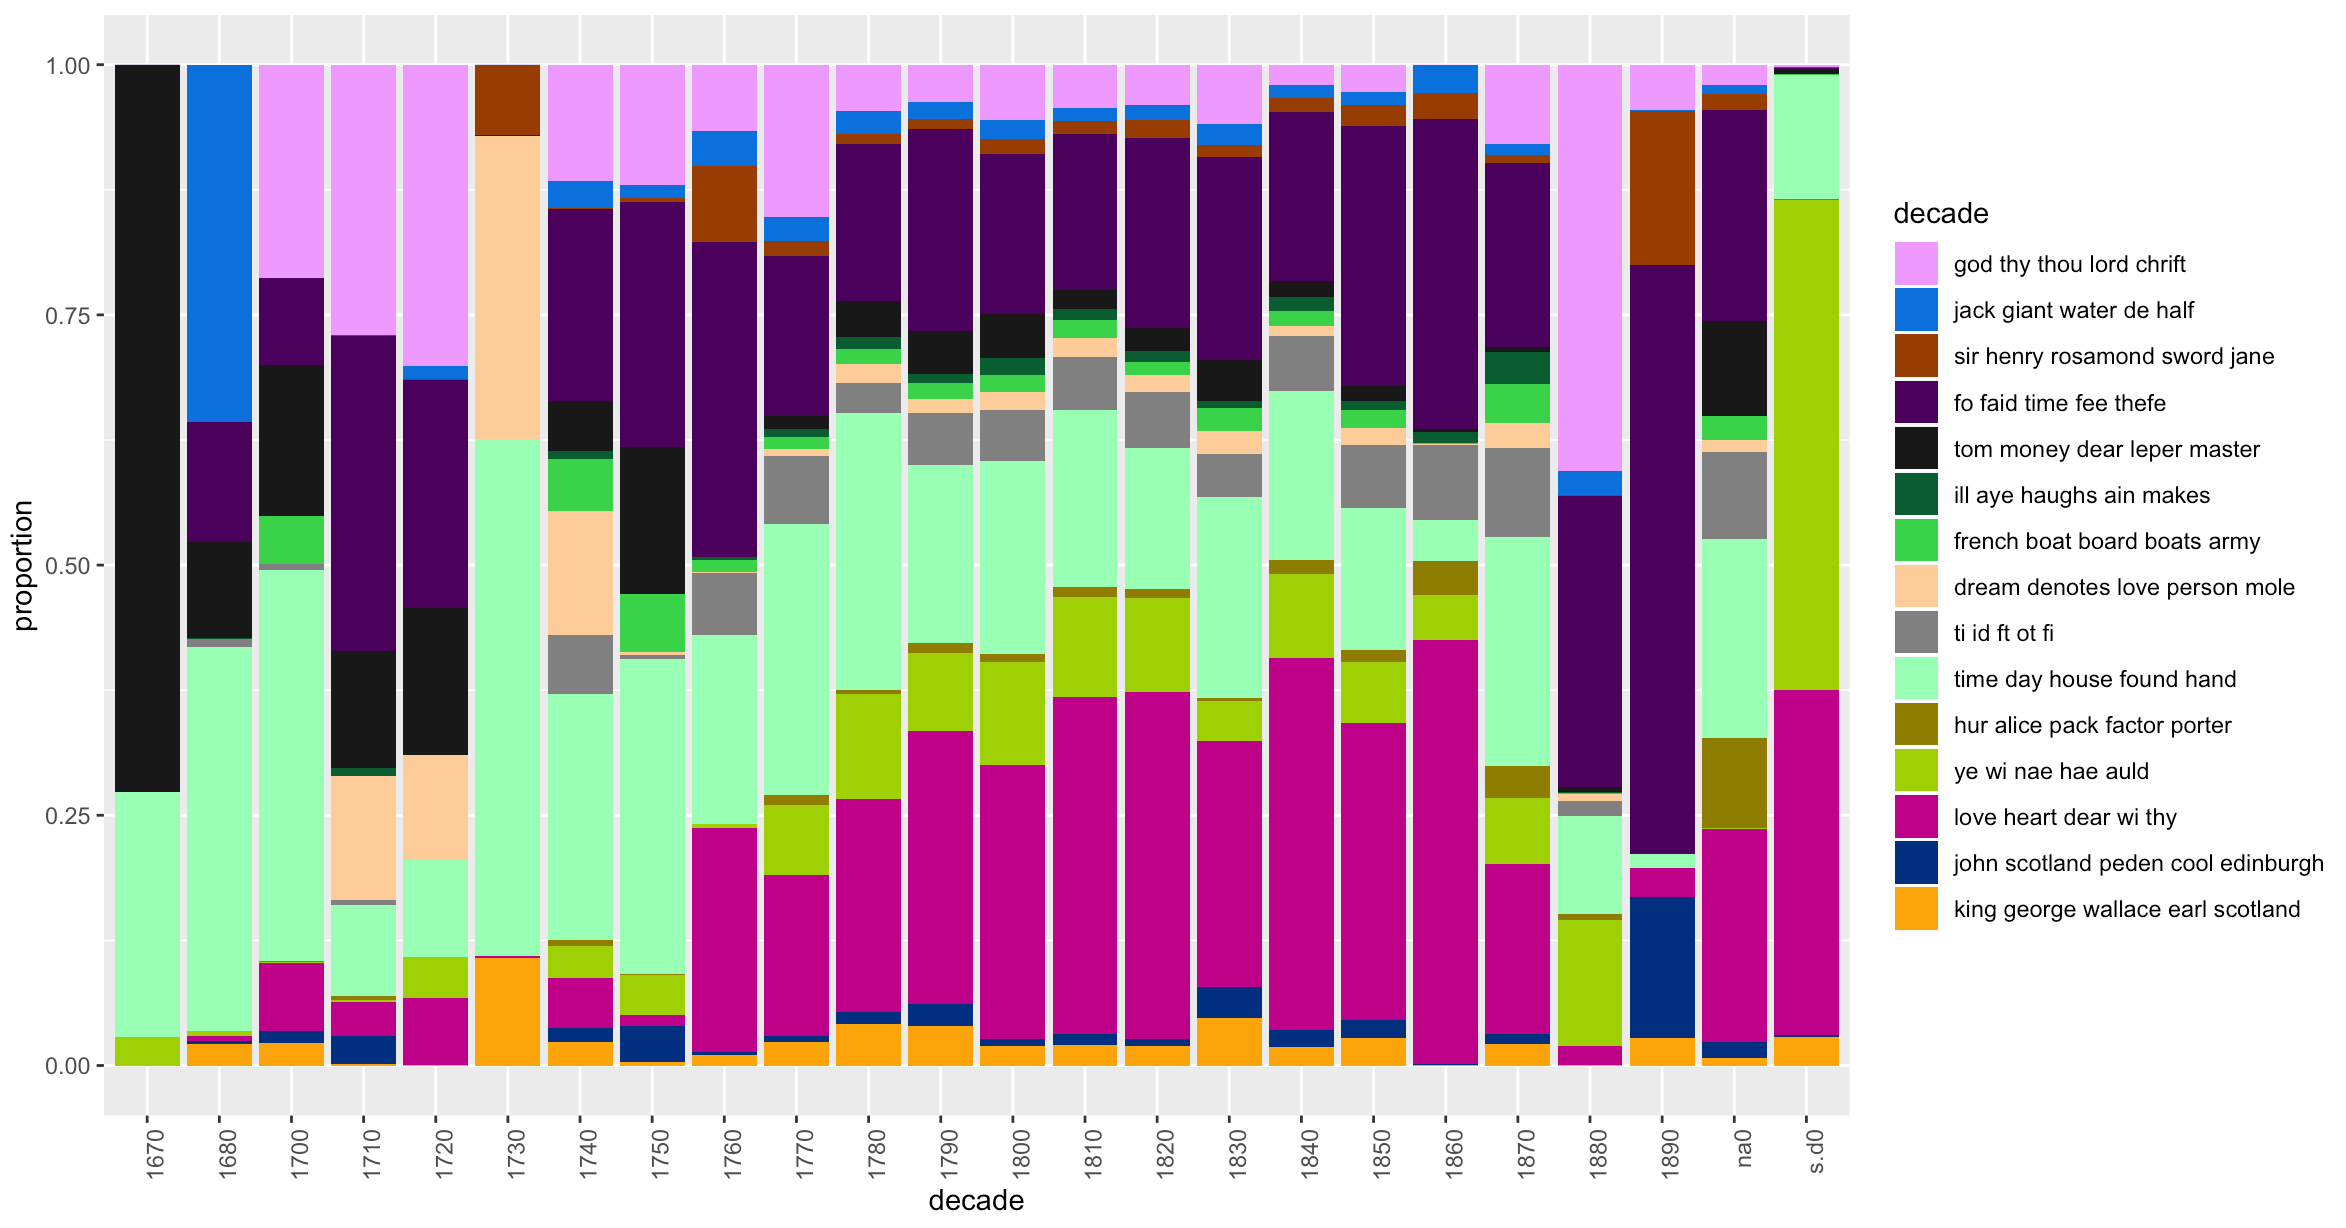 1.00
0.75
0.50
0.25
0.00
proportion
1670
1680
1700
1710
1720
1730
1740
1750
1760
1770
1780
1790
1800
1810
1820
1830
1840
1850
1860
1870
1880
1890
na0
s.d0
decade
decade
god thy thou lord chrift
jack giant water de half
sir henry rosamond sword jane
fo faid time fee thefe
tom money dear leper master
ill aye haughs ain makes
french boat board boats army
dream denotes love person mole
ti id ft ot fi
time day house found hand
hur alice pack factor porter
ye wi nae hae auld
love heart dear wi thy
john scotland peden cool edinburgh
king george wallace earl scotland